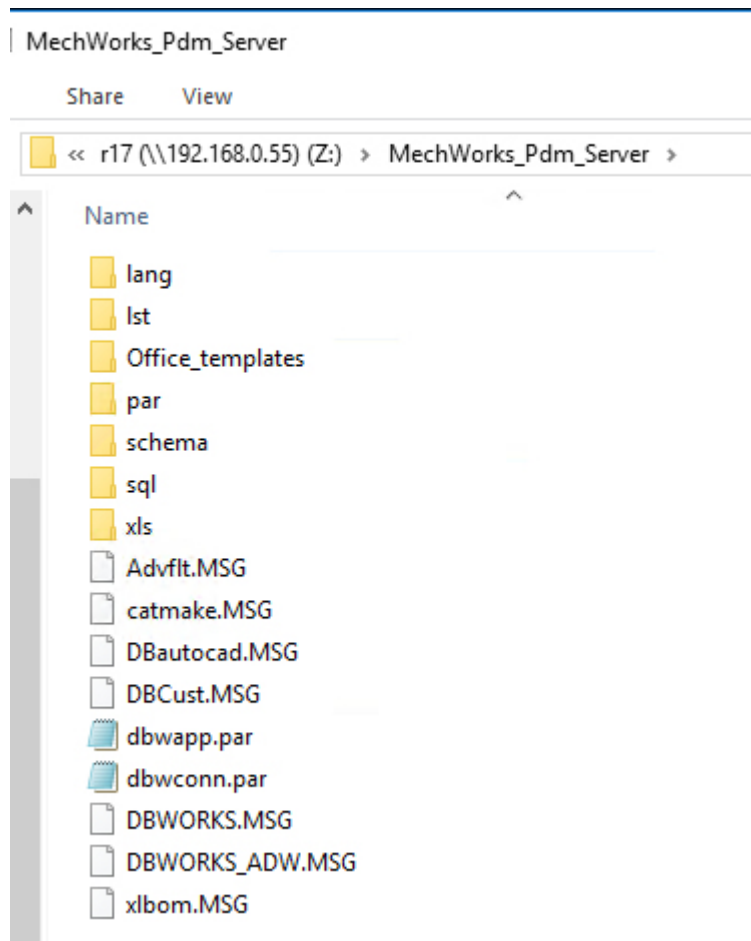 MechWorks_Pdm_Server
Share View
« r17 (\\192.168.0.55) (Z:) > MechWorks_Pdm_Server >
Name
lang
lst
Office_templates
par
schema
sql
xls
Advflt.MSG
catmake.MSG
DBautocad.MSG
DBCust.MSG
dbwapp.par
dbwconn.par
DBWORKS.MSG
DBWORKS_ADW.MSG
xlbom.MSG